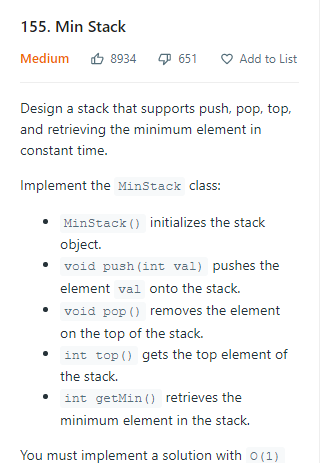 155. Min Stack
Medium 8934 651 Add to List
Design a stack that supports push, pop, top,
and retrieving the minimum element in
constant time.
Implement the MinStack class:
• MinStack() initializes the stack
object.
• void push(int val) pushes the
element val onto the stack.
• void pop() removes the element
on the top of the stack.
• int top() gets the top element of
the stack.
• int getMin() retrieves the
minimum element in the stack.
You must implement a solution with O(1)